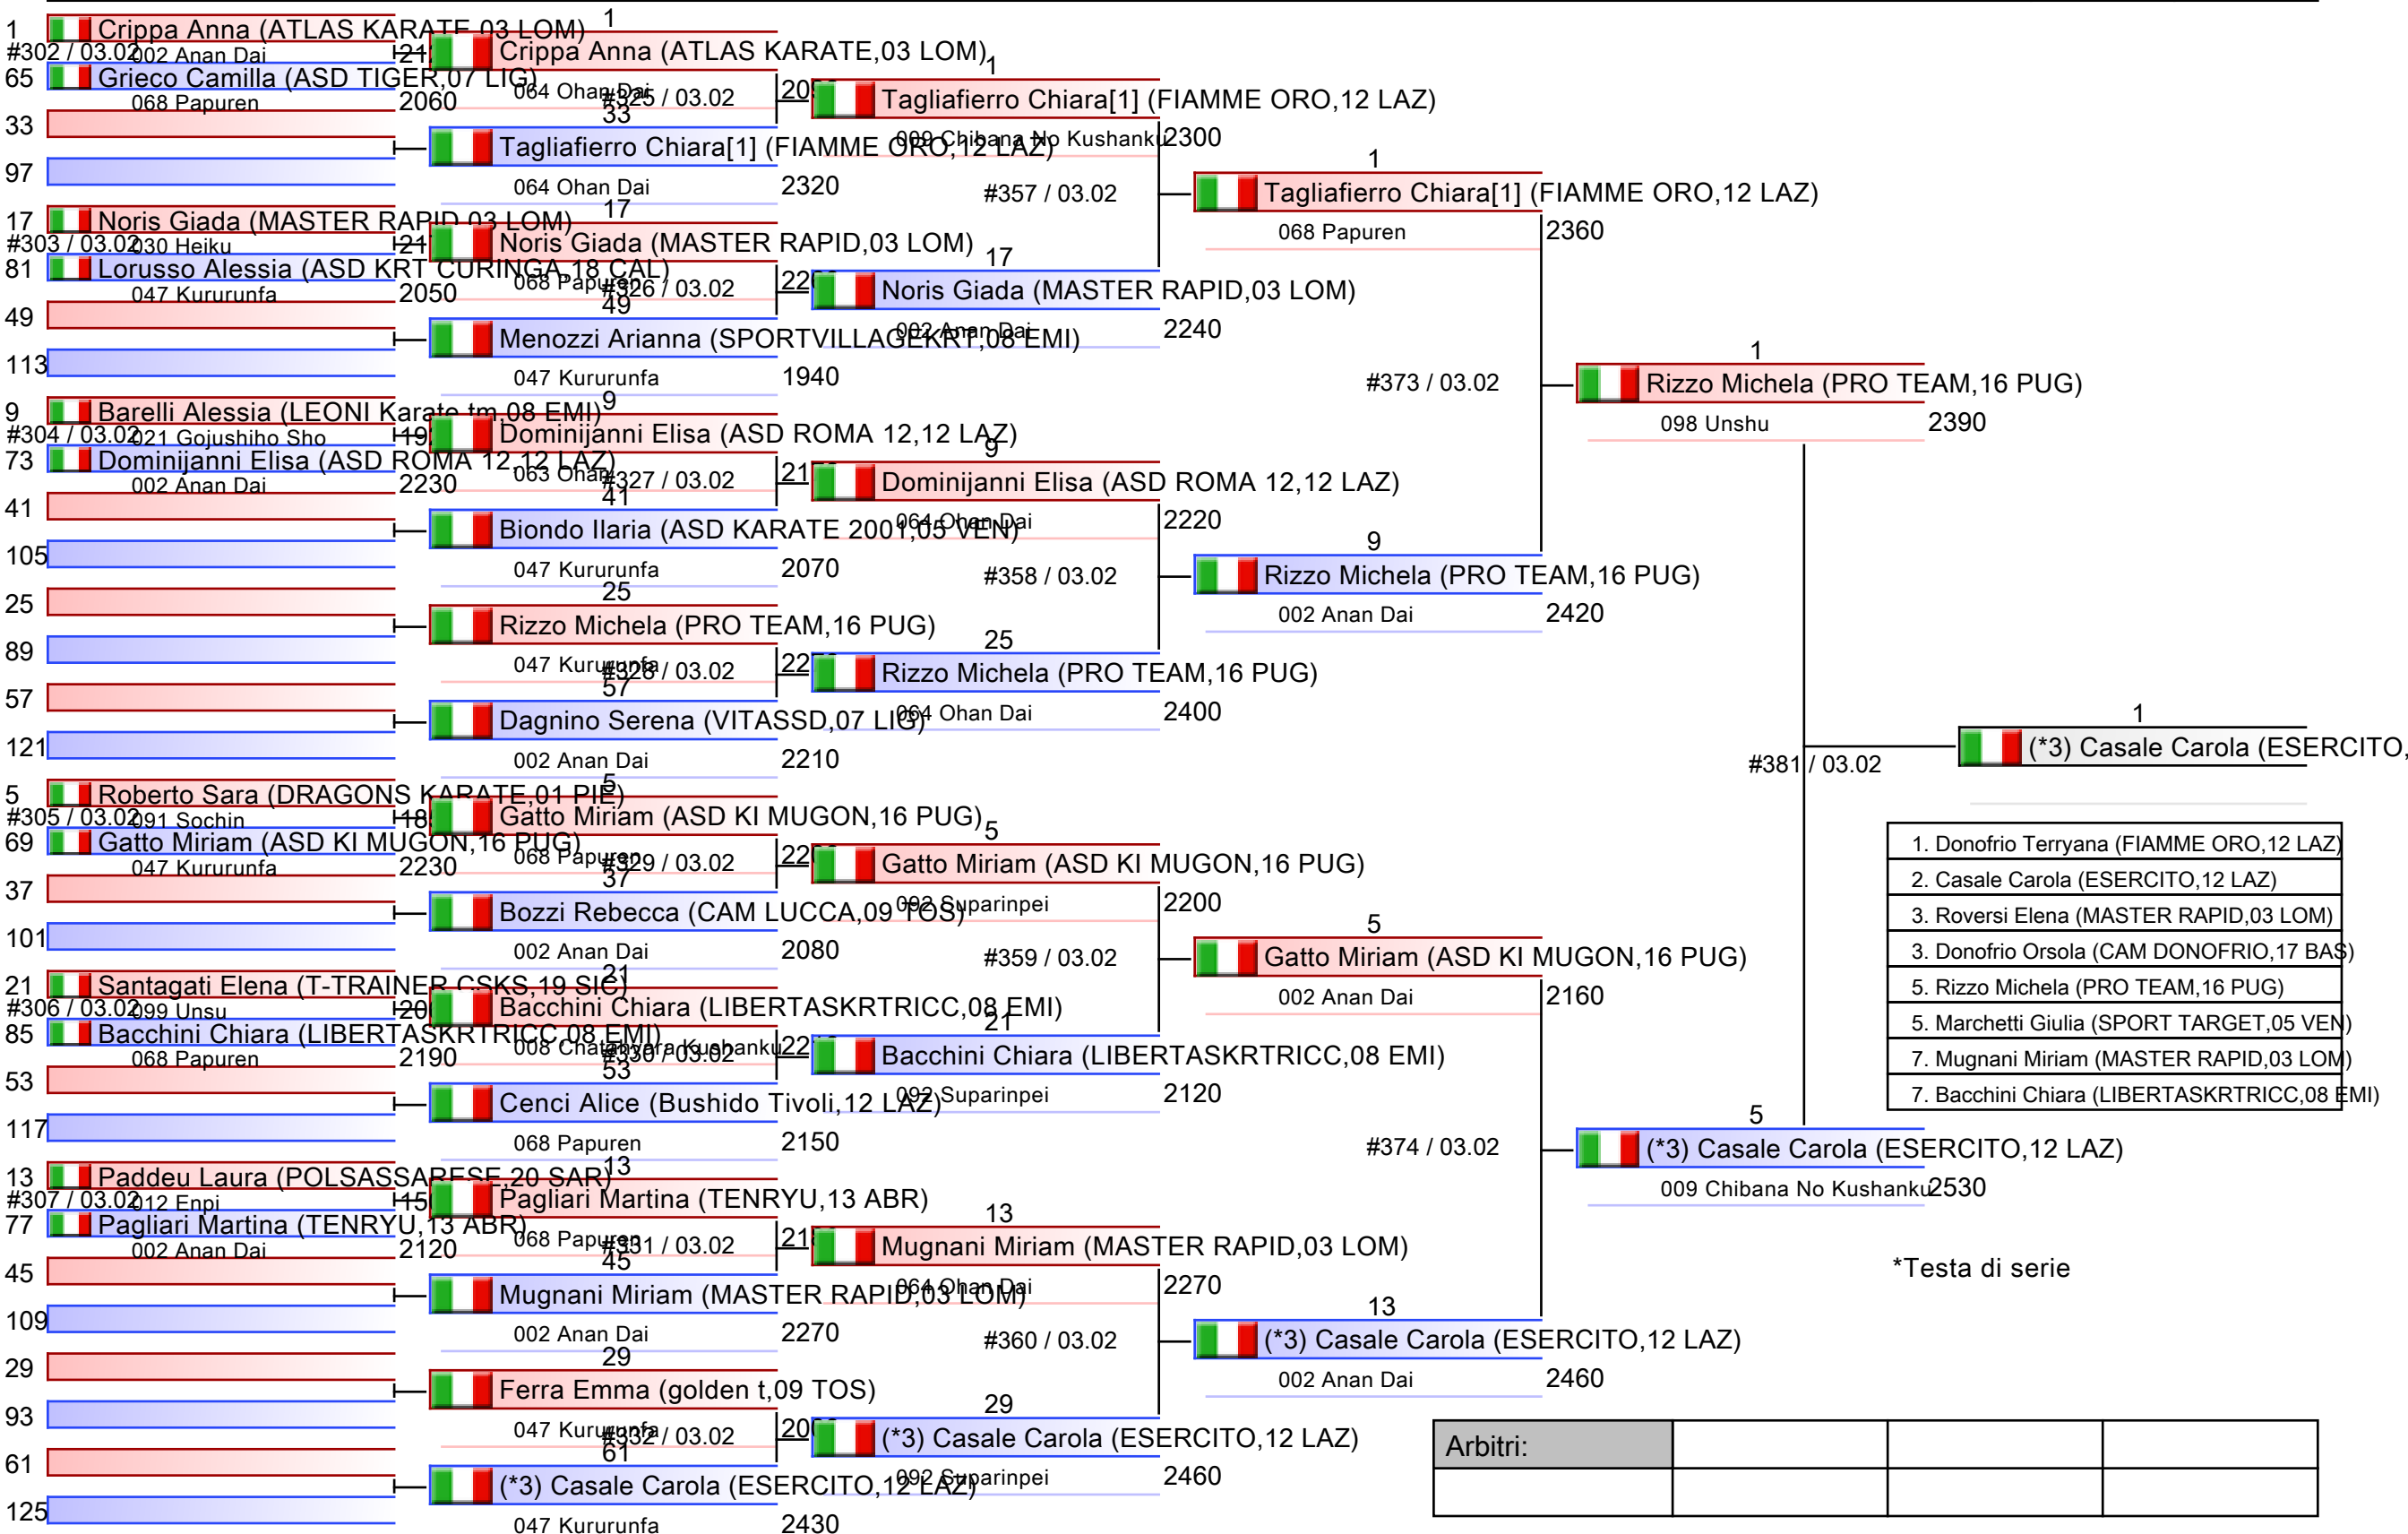 1
Crippa Anna (ATLAS KARATE,03 LOM)
#302 / 03.02
002 Anan Dai
65
Grieco Camilla (ASD TIGER,07 LIG)
068 Papuren
2060
33
97
17
Noris Giada (MASTER RAPID,03 LOM)
#303 / 03.02
030 Heiku
81
Lorusso Alessia (ASD KRT CURINGA,18 CAL)
047 Kururunfa
2050
49
113
9
Barelli Alessia (LEONI Karate tm,08 EMI)
#304 / 03.02
021 Gojushiho Sho
73
Dominijanni Elisa (ASD ROMA 12,12 LAZ)
002 Anan Dai
2230
41
105
25
89
57
121
5
Roberto Sara (DRAGONS KARATE,01 PIE)
#305 / 03.02
091 Sochin
69
Gatto Miriam (ASD KI MUGON,16 PUG)
047 Kururunfa
2230
37
101
21
Santagati Elena (T-TRAINER CSKS,19 SIC)
#306 / 03.02
099 Unsu
85
Bacchini Chiara (LIBERTASKRTRICC,08 EMI)
068 Papuren
2190
53
117
13
Paddeu Laura (POLSASSARESE,20 SAR)
#307 / 03.02
012 Enpi
77
Pagliari Martina (TENRYU,13 ABR)
002 Anan Dai
2120
45
109
29
93
61
125
1
Crippa Anna (ATLAS KARATE,03 LOM)
064 Ohan Dai
#325 / 03.02
33
Tagliafierro Chiara[1] (FIAMME ORO,12 LAZ)
064 Ohan Dai
2320
17
Noris Giada (MASTER RAPID,03 LOM)
068 Papuren
#326 / 03.02
49
Menozzi Arianna (SPORTVILLAGEKRT,08 EMI)
047 Kururunfa
1940
9
Dominijanni Elisa (ASD ROMA 12,12 LAZ)
063 Ohan
#327 / 03.02
41
Biondo Ilaria (ASD KARATE 2001,05 VEN)
047 Kururunfa
2070
25
Rizzo Michela (PRO TEAM,16 PUG)
047 Kururunfa
#328 / 03.02
57
Dagnino Serena (VITASSD,07 LIG)
002 Anan Dai
2210
5
Gatto Miriam (ASD KI MUGON,16 PUG)
068 Papuren
#329 / 03.02
37
Bozzi Rebecca (CAM LUCCA,09 TOS)
002 Anan Dai
2080
21
Bacchini Chiara (LIBERTASKRTRICC,08 EMI)
008 Chatanyara Kushanku
#330 / 03.02
53
Cenci Alice (Bushido Tivoli,12 LAZ)
068 Papuren
2150
13
Pagliari Martina (TENRYU,13 ABR)
068 Papuren
#331 / 03.02
45
Mugnani Miriam (MASTER RAPID,03 LOM)
002 Anan Dai
2270
29
Ferra Emma (golden t,09 TOS)
047 Kururunfa
#332 / 03.02
61
(*3) Casale Carola (ESERCITO,12 LAZ)
047 Kururunfa
2430
1
Tagliafierro Chiara[1] (FIAMME ORO,12 LAZ)
009 Chibana No Kushanku
2300
#357 / 03.02
17
Noris Giada (MASTER RAPID,03 LOM)
002 Anan Dai
2240
9
Dominijanni Elisa (ASD ROMA 12,12 LAZ)
064 Ohan Dai
2220
#358 / 03.02
25
Rizzo Michela (PRO TEAM,16 PUG)
064 Ohan Dai
2400
5
Gatto Miriam (ASD KI MUGON,16 PUG)
092 Suparinpei
2200
#359 / 03.02
21
Bacchini Chiara (LIBERTASKRTRICC,08 EMI)
092 Suparinpei
2120
13
Mugnani Miriam (MASTER RAPID,03 LOM)
064 Ohan Dai
2270
#360 / 03.02
29
(*3) Casale Carola (ESERCITO,12 LAZ)
092 Suparinpei
2460
1
Tagliafierro Chiara[1] (FIAMME ORO,12 LAZ)
068 Papuren
2360
#373 / 03.02
9
Rizzo Michela (PRO TEAM,16 PUG)
002 Anan Dai
2420
5
Gatto Miriam (ASD KI MUGON,16 PUG)
002 Anan Dai
2160
#374 / 03.02
13
(*3) Casale Carola (ESERCITO,12 LAZ)
002 Anan Dai
2460
1
Rizzo Michela (PRO TEAM,16 PUG)
098 Unshu
2390
#381 / 03.02
5
(*3) Casale Carola (ESERCITO,12 LAZ)
009 Chibana No Kushanku
2530
1
(*3) Casale Carola (ESERCITO,
1. Donofrio Terryana (FIAMME ORO,12 LAZ)
2. Casale Carola (ESERCITO,12 LAZ)
3. Roversi Elena (MASTER RAPID,03 LOM)
3. Donofrio Orsola (CAM DONOFRIO,17 BAS)
5. Rizzo Michela (PRO TEAM,16 PUG)
5. Marchetti Giulia (SPORT TARGET,05 VEN)
7. Mugnani Miriam (MASTER RAPID,03 LOM)
7. Bacchini Chiara (LIBERTASKRTRICC,08 EMI)
*Testa di serie
Arbitri: